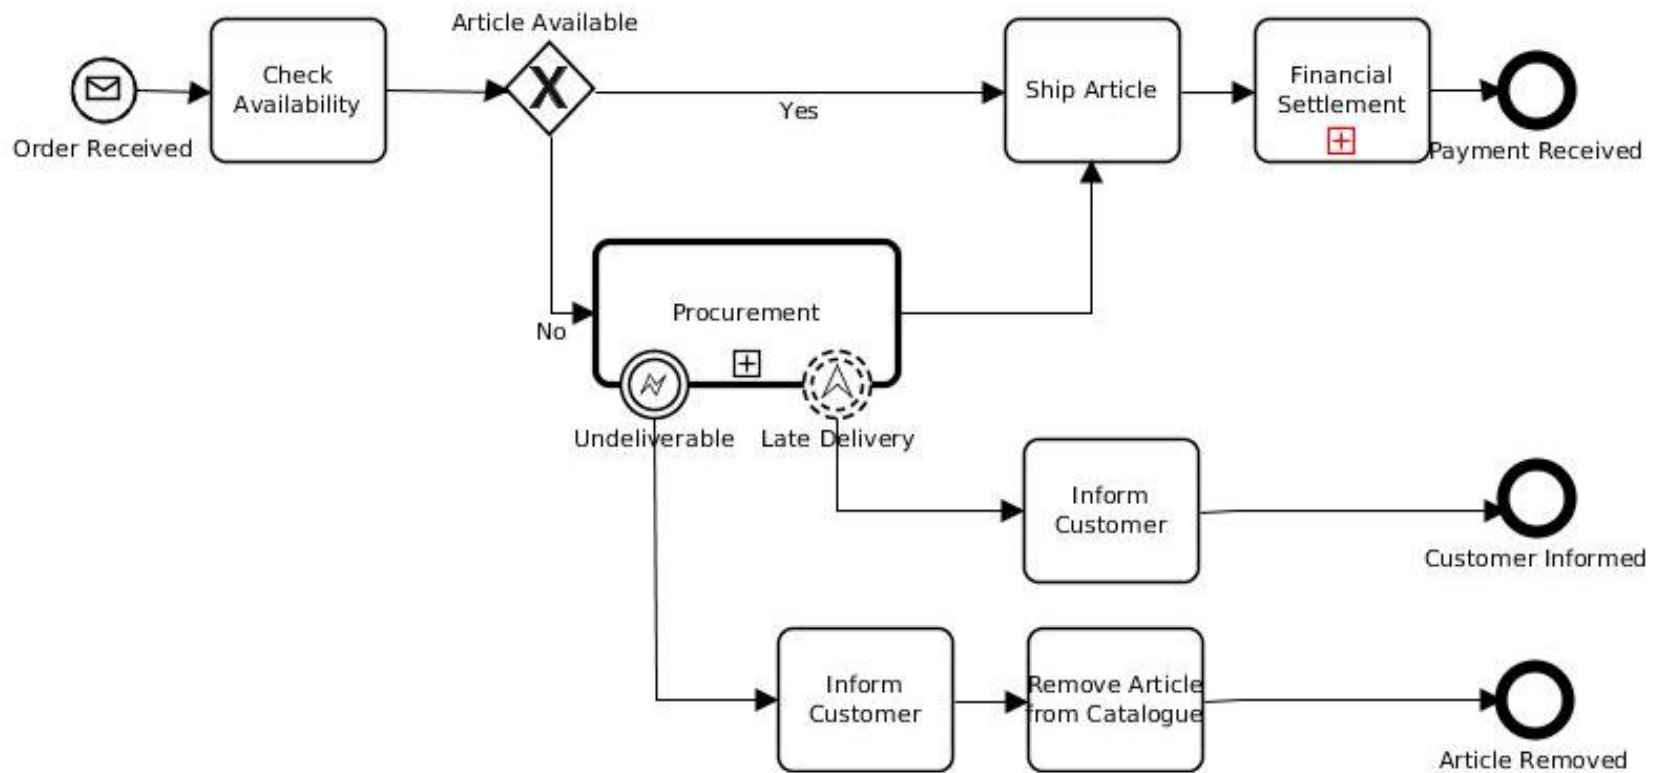 Article Available
Check
Availability
Order Received
Yes
Ship Article
Financial
Settlement
Payment Received
No
Procurement
Undeliverable
Late Delivery
Inform
Customer
Customer Informed
Inform
Customer
Remove Article
from Catalogue
Article Removed